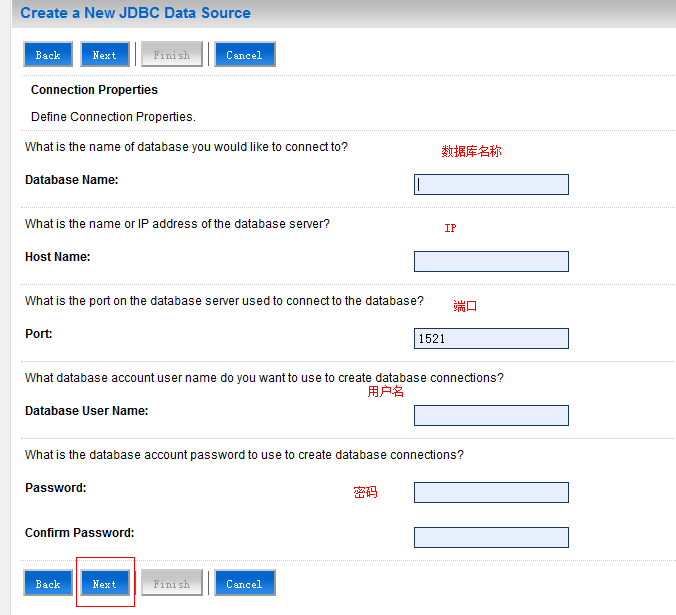 Create a New JDBC Data Source
Back Next Finish Cancel
Connection Properties
Define Connection Properties.
What is the name of database you would like to connect to?
数据库名称
Database Name:
What is the name or IP address of the database server?
IP
Host Name:
What is the port on the database server used to connect to the database?
端口
Port:
1521
What database account user name do you want to use to create database connections?
用户名
Database User Name:
What is the database account password to use to create database connections?
Password:
密码
Confirm Password:
Back Next Finish Cancel